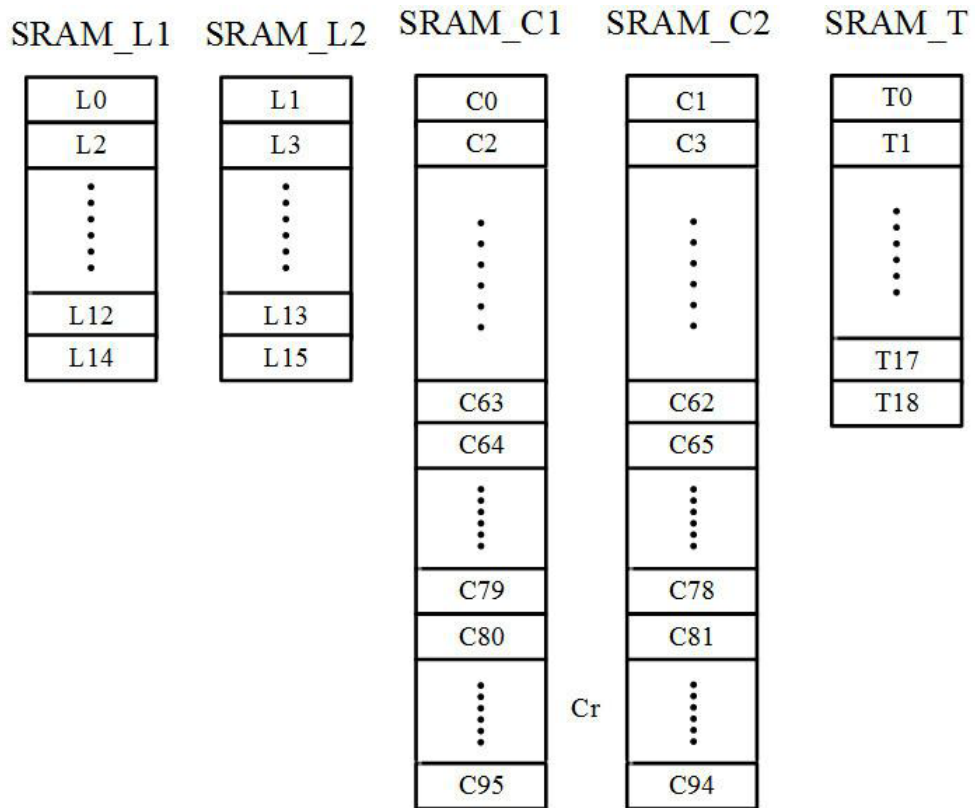 SRAM_L1 SRAM_L2 SRAM_C1 SRAM_C2 SRAM_T
L0 L1 C0 C1 T0
L2 L3 C2 C3 T1
L12 L13
L14 L15 T17
C63 C62 T18
C64 C65
C79 C78
C80 C81
Cr
C95 C94